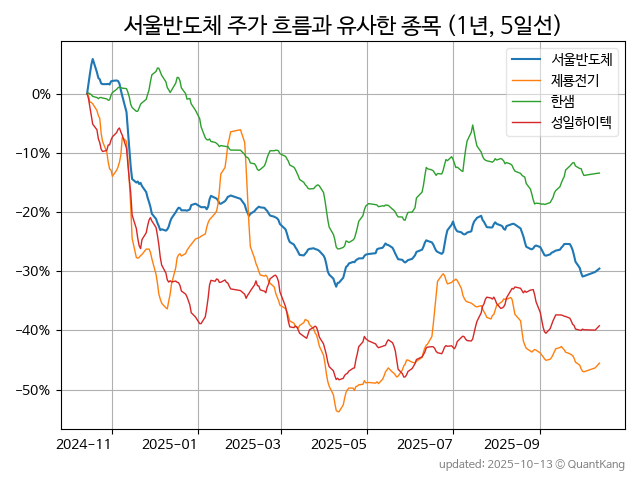 서울반도체 주가 흐름과 유사한 종목 (1년, 5일선)
서울반도체
제룡전기
한샘
성일하이텍
0%
−10%
−20%
−30%
−40%
−50%
2024-11
2025-01
2025-03
2025-05
2025-07
2025-09
updated: 2025-10-13 © QuantKang